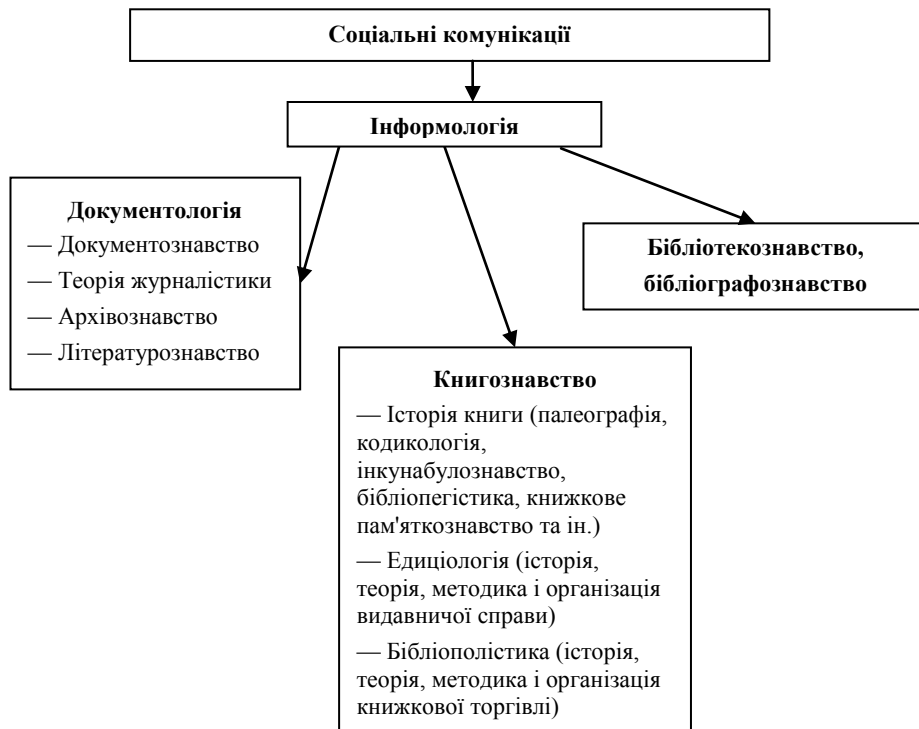 Соціальні комунікації
Інформологія
Документологія
— Документознавство
— Теорія журналістики
— Архівознавство
— Літературознавство
Бібліотекознавство,
бібліографознавство
Книгознавство
— Історія книги (палеографія,
кодикологія,
інкунабулознавство,
бібліопегістика, книжкове
пам'яткознавство та ін.)
— Едиціологія (історія,
теорія, методика і організація
видавничої справи)
— Бібліополістика (історія,
теорія, методика і організація
книжкової торгівлі)